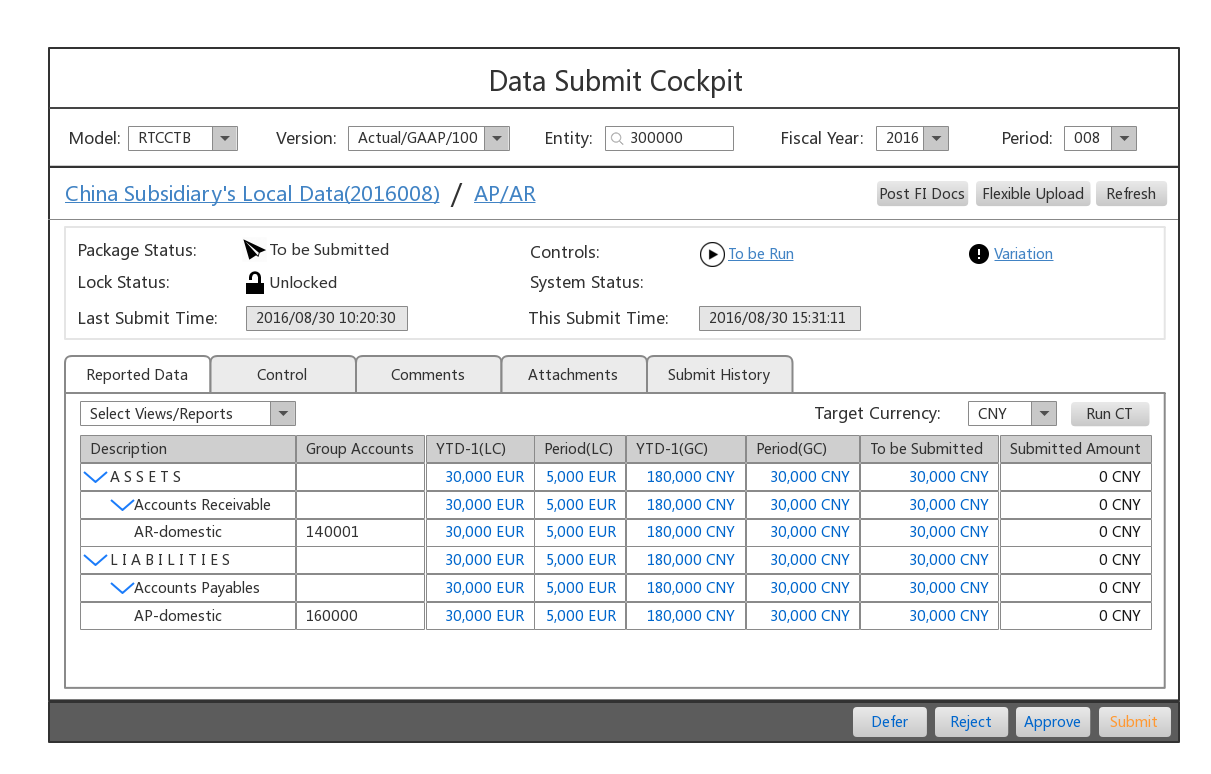 Data Submit Cockpit
Model: RTCCTB Version: Actual/GAAP/100 Entity: 300000 Fiscal Year: 2016 Period: 008
China Subsidiary's Local Data(2016008) / AP/AR Post FI Docs Flexible Upload Refresh
Package Status: To be Submitted Controls: To be Run Variation
Lock Status: Unlocked System Status:
Last Submit Time: 2016/08/30 10:20:30 This Submit Time: 2016/08/30 15:31:11
Reported Data Control Comments Attachments Submit History
Select Views/Reports Target Currency: CNY Run CT
Description Group Accounts YTD-1(LC) Period(LC) YTD-1(GC) Period(GC) To be Submitted Submitted Amount
A S S E T S 30,000 EUR 5,000 EUR 180,000 CNY 30,000 CNY 30,000 CNY 0 CNY
Accounts Receivable 30,000 EUR 5,000 EUR 180,000 CNY 30,000 CNY 30,000 CNY 0 CNY
AR-domestic 140001 30,000 EUR 5,000 EUR 180,000 CNY 30,000 CNY 30,000 CNY 0 CNY
L I A B I L I T I E S 30,000 EUR 5,000 EUR 180,000 CNY 30,000 CNY 30,000 CNY 0 CNY
Accounts Payables 30,000 EUR 5,000 EUR 180,000 CNY 30,000 CNY 30,000 CNY 0 CNY
AP-domestic 160000 30,000 EUR 5,000 EUR 180,000 CNY 30,000 CNY 30,000 CNY 0 CNY
Defer Reject Approve Submit